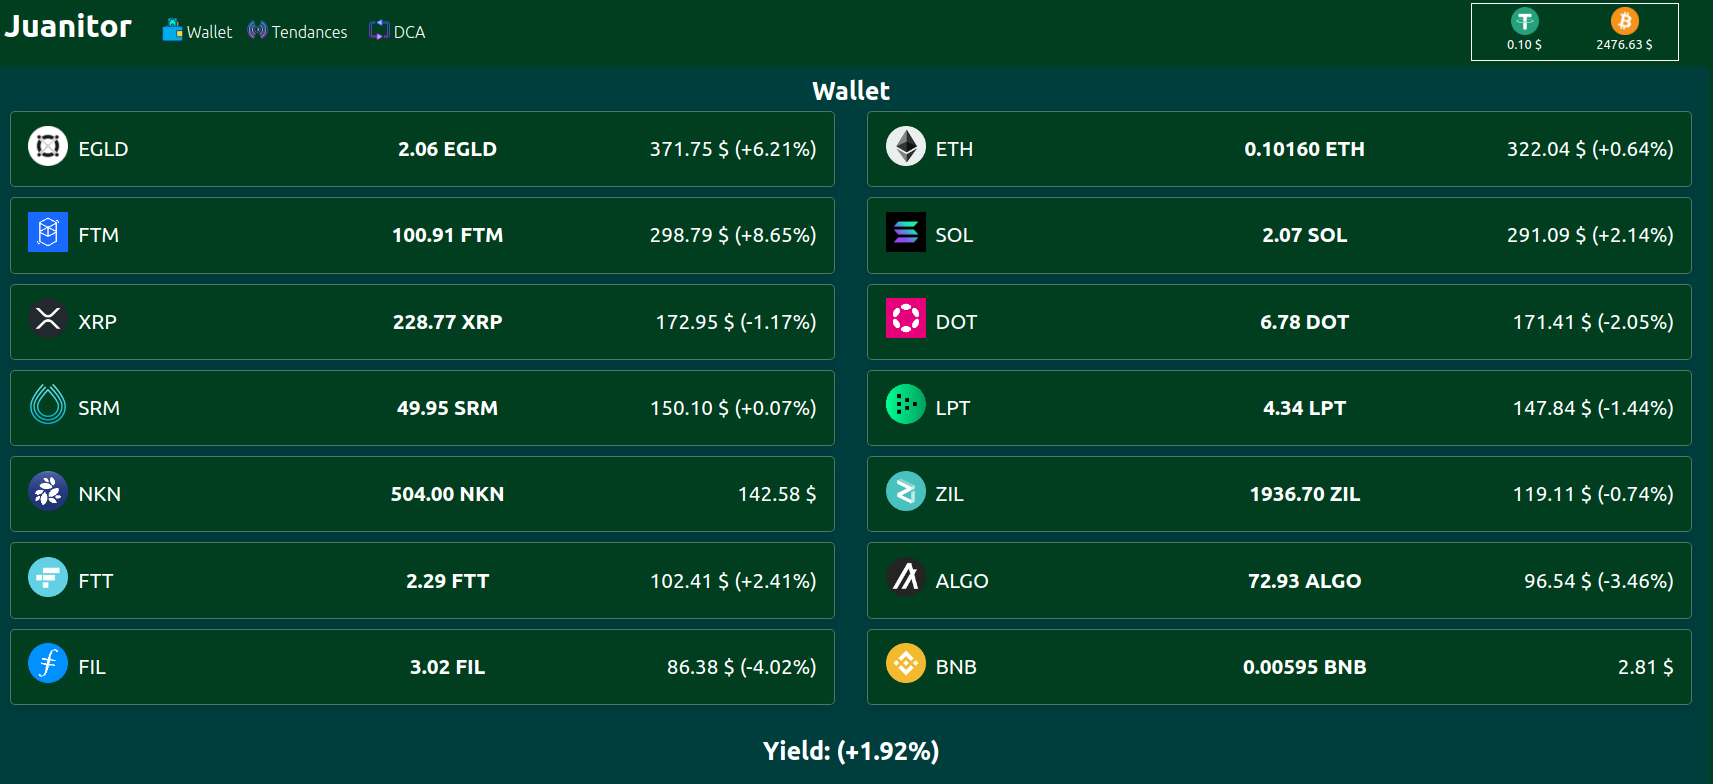 Juanitor Wallet Tendances DCA
0.10 $ 2476.63 $
Wallet
EGLD 2.06 EGLD 371.75 $ (+6.21%)
ETH 0.10160 ETH 322.04 $ (+0.64%)
FTM 100.91 FTM 298.79 $ (+8.65%)
SOL 2.07 SOL 291.09 $ (+2.14%)
XRP 228.77 XRP 172.95 $ (-1.17%)
DOT 6.78 DOT 171.41 $ (-2.05%)
SRM 49.95 SRM 150.10 $ (+0.07%)
LPT 4.34 LPT 147.84 $ (-1.44%)
NKN 504.00 NKN 142.58 $
ZIL 1936.70 ZIL 119.11 $ (-0.74%)
FTT 2.29 FTT 102.41 $ (+2.41%)
ALGO 72.93 ALGO 96.54 $ (-3.46%)
FIL 3.02 FIL 86.38 $ (-4.02%)
BNB 0.00595 BNB 2.81 $
Yield: (+1.92%)